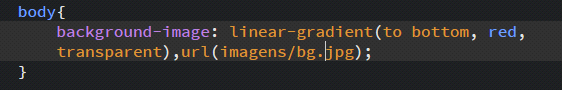 body{
background-image: linear-gradient(to bottom, red,
transparent),url(imagens/bg.jpg);
}